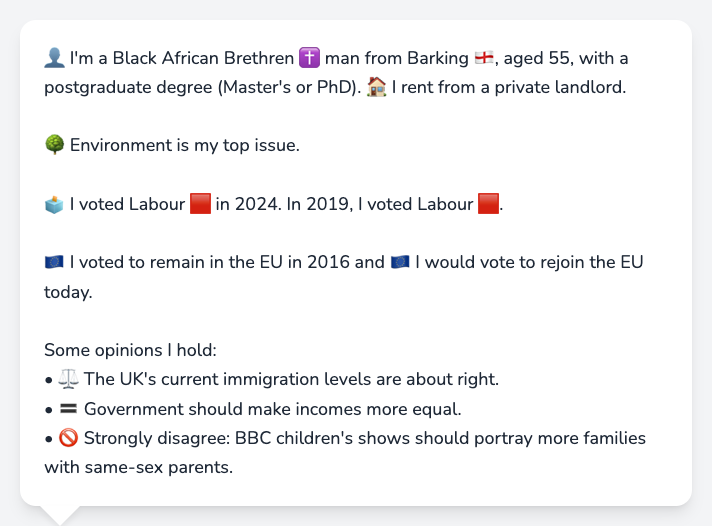 👤 I'm a Black African Brethren ✝️ man from Barking 🏴󠁧󠁢󠁥󠁮󠁧󠁿, aged 55, with a
postgraduate degree (Master's or PhD). 🏠 I rent from a private landlord.
🌳 Environment is my top issue.
🗳️ I voted Labour 🟥 in 2024. In 2019, I voted Labour 🟥.
🇪🇺 I voted to remain in the EU in 2016 and 🇪🇺 I would vote to rejoin the EU
today.
Some opinions I hold:
• ⚖️ The UK's current immigration levels are about right.
• 🟰 Government should make incomes more equal.
• 🚫 Strongly disagree: BBC children's shows should portray more families
with same-sex parents.